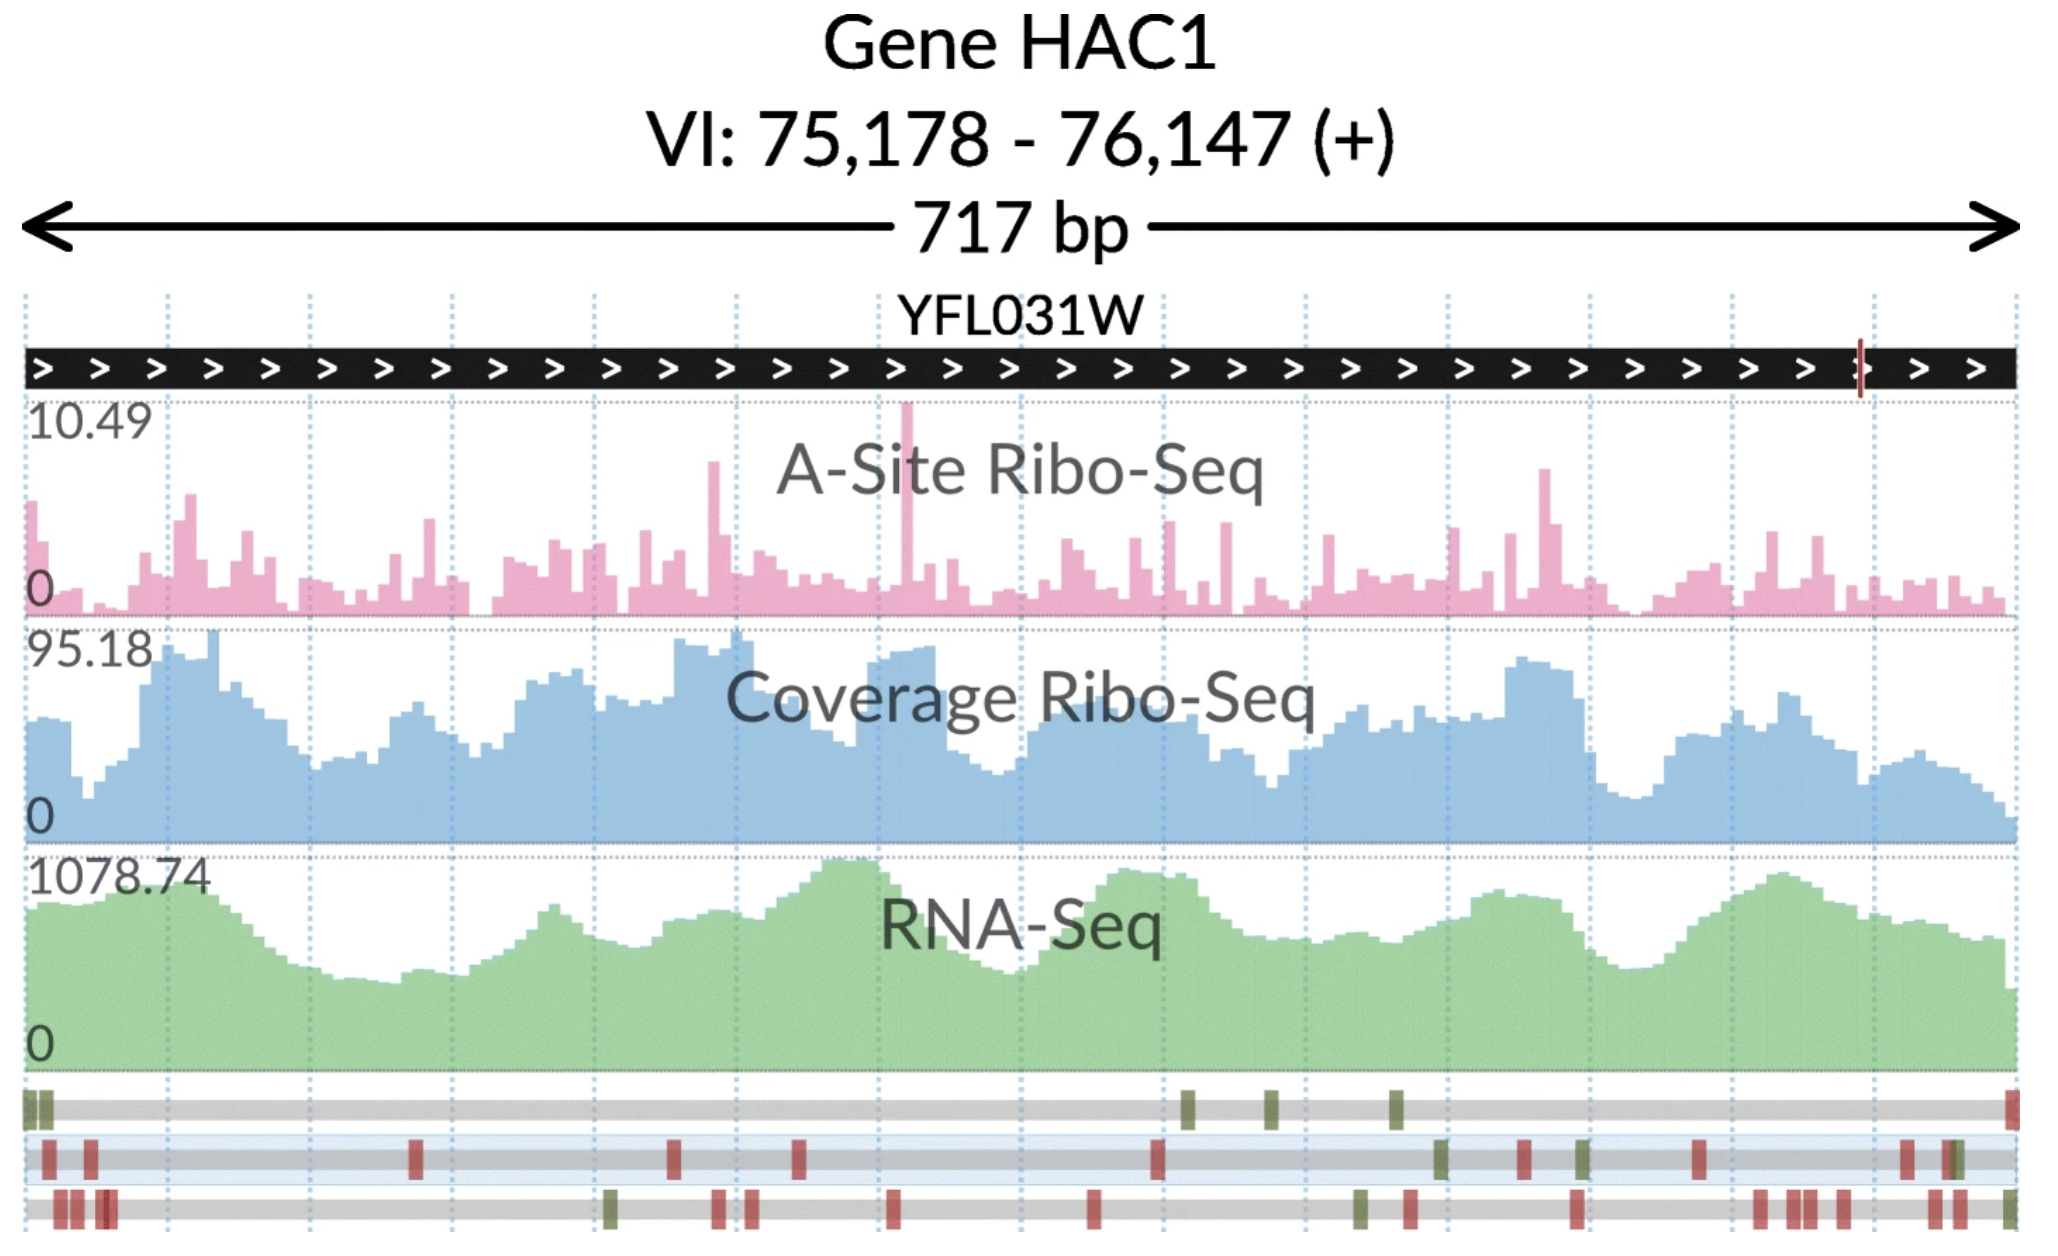 Gene HAC1
VI: 75,178 - 76,147 (+)
717 bp
YFL031W
10.49
A-Site Ribo-Seq
0
95.18
Coverage Ribo-Seq
0
1078.74
RNA-Seq
0